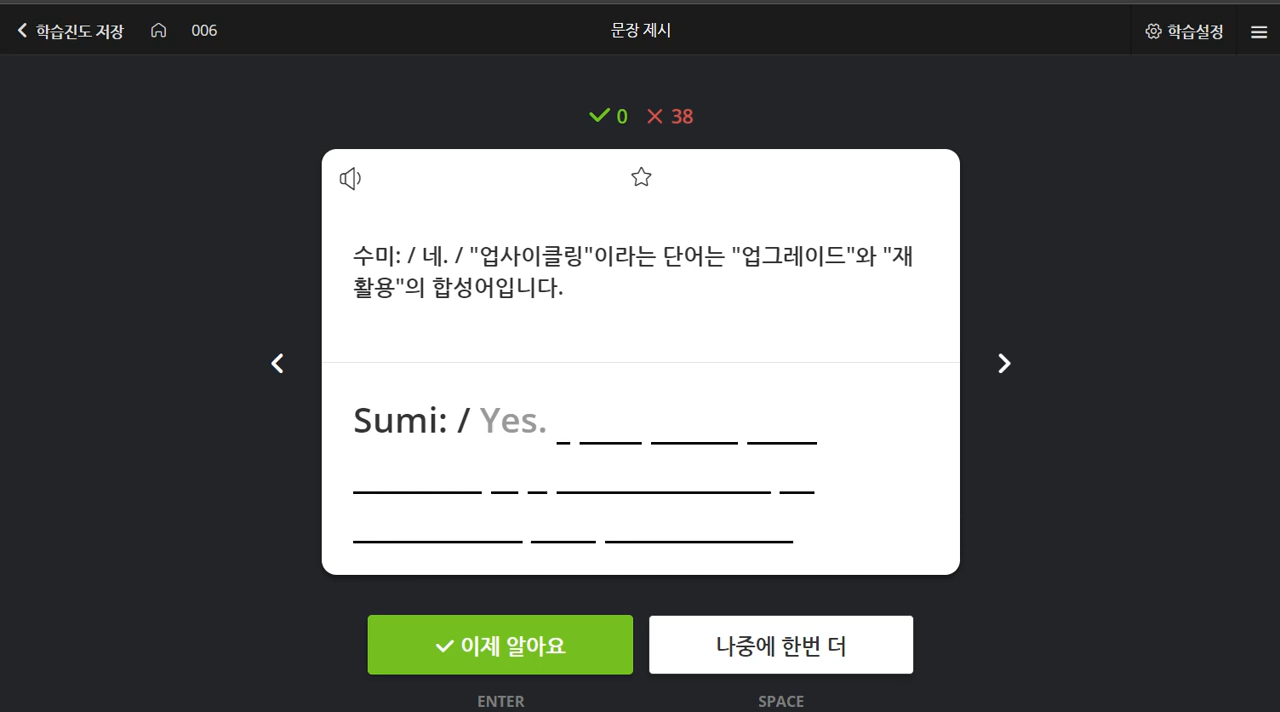 학습진도 저장 006 문장 제시 학습설정
0 38
수미: / 네. / "업사이클링"이라는 단어는 "업그레이드"와 "재
활용"의 합성어입니다.
Sumi: / Yes.
이제 알아요 나중에 한번 더
ENTER SPACE